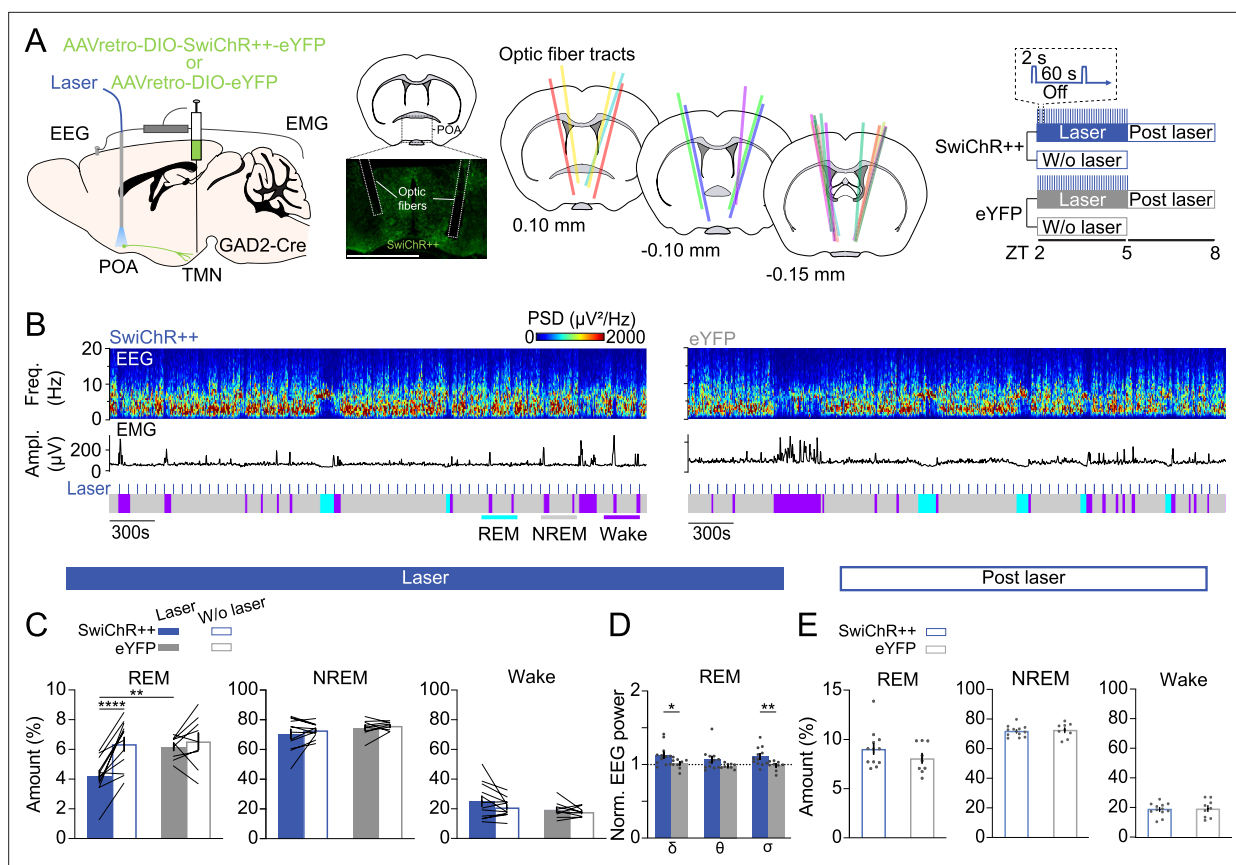 A
AAVretro-DIO-SwiChR++-eYFP
or
AAVretro-DIO-eYFP
Laser
EEG
EMG
GAD2-Cre
POA
TMN
POA
Optic
fibers
SwiChR++
Optic fiber tracts
0.10 mm
-0.10 mm
-0.15 mm
2 s
60 s
Off
SwiChR++
Laser
Post laser
W/o laser
eYFP
Laser
Post laser
W/o laser
ZT 2 5 8
B
SwiChR++
PSD (µV²/Hz)
0 2000
eYFP
EEG
Freq.
(Hz)
20
10
0
EMG
Ampl.
(µV)
200
0
Laser
300s
REM
NREM
Wake
300s
Laser
Post laser
C
Laser
W/o laser
SwiChR++
eYFP
REM
NREM
Wake
Amount (%)
10
8
6
4
2
0
****
**
100
80
60
40
20
0
100
80
60
40
20
0
D
REM
Norm. EEG power
2
1
0
*
**
δ θ σ
E
SwiChR++
eYFP
REM
NREM
Wake
Amount (%)
15
10
5
0
100
80
60
40
20
0
100
80
60
40
20
0